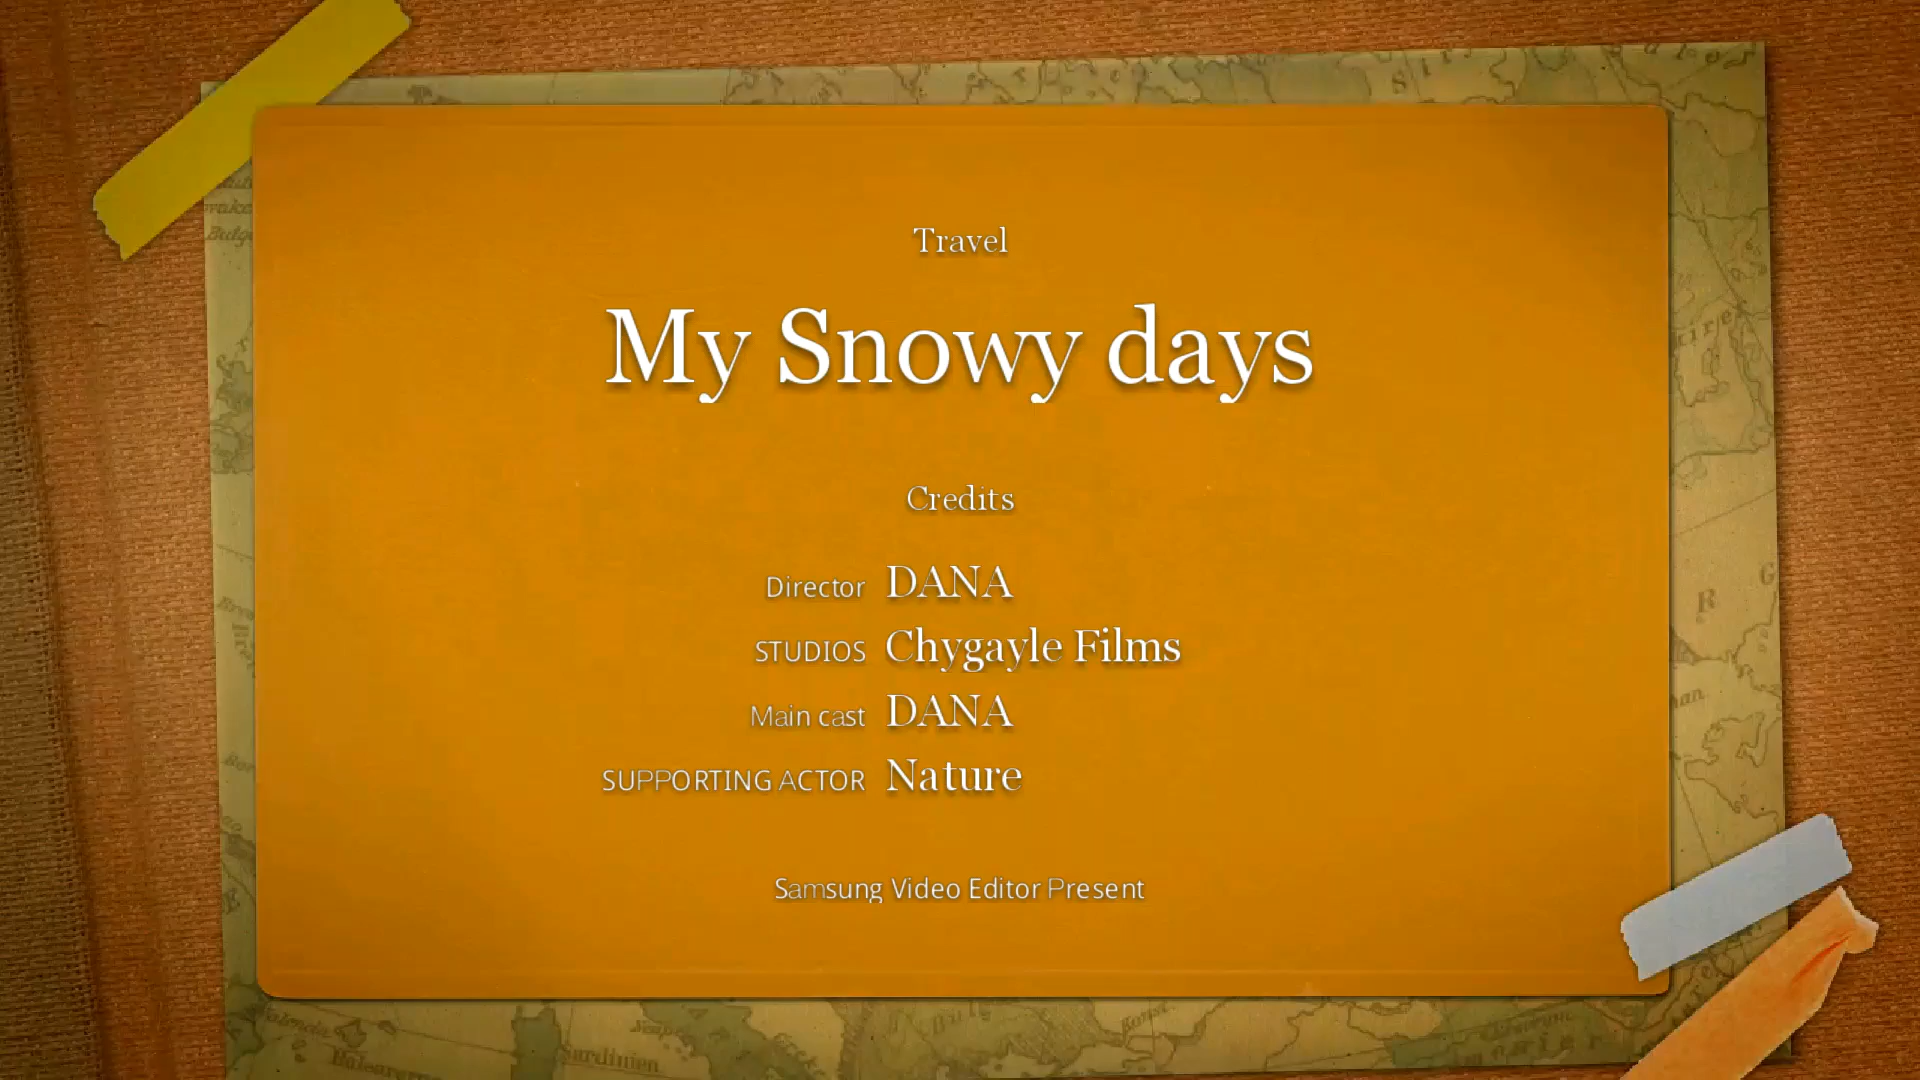 Travel
My Snowy days
Credits
Director DANA
STUDIOS Chygayle Films
Main cast DANA
SUPPORTING ACTOR Nature
Samsung Video Editor Present
Sardinien